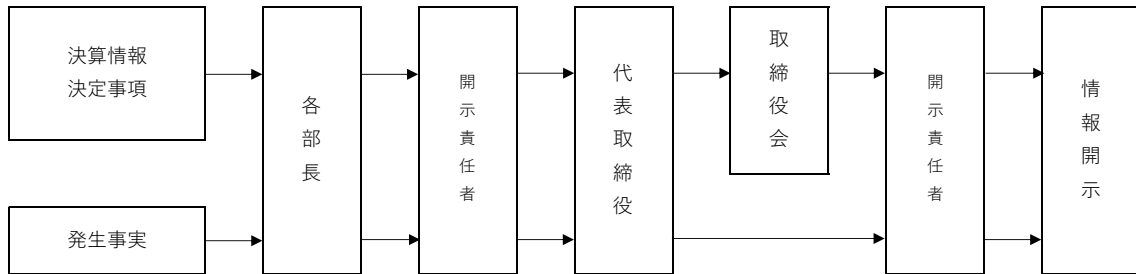 決算情報
決定事項
発生事実
各部長
開示責任者
代表取締役
取締役会
開示責任者
情報開示